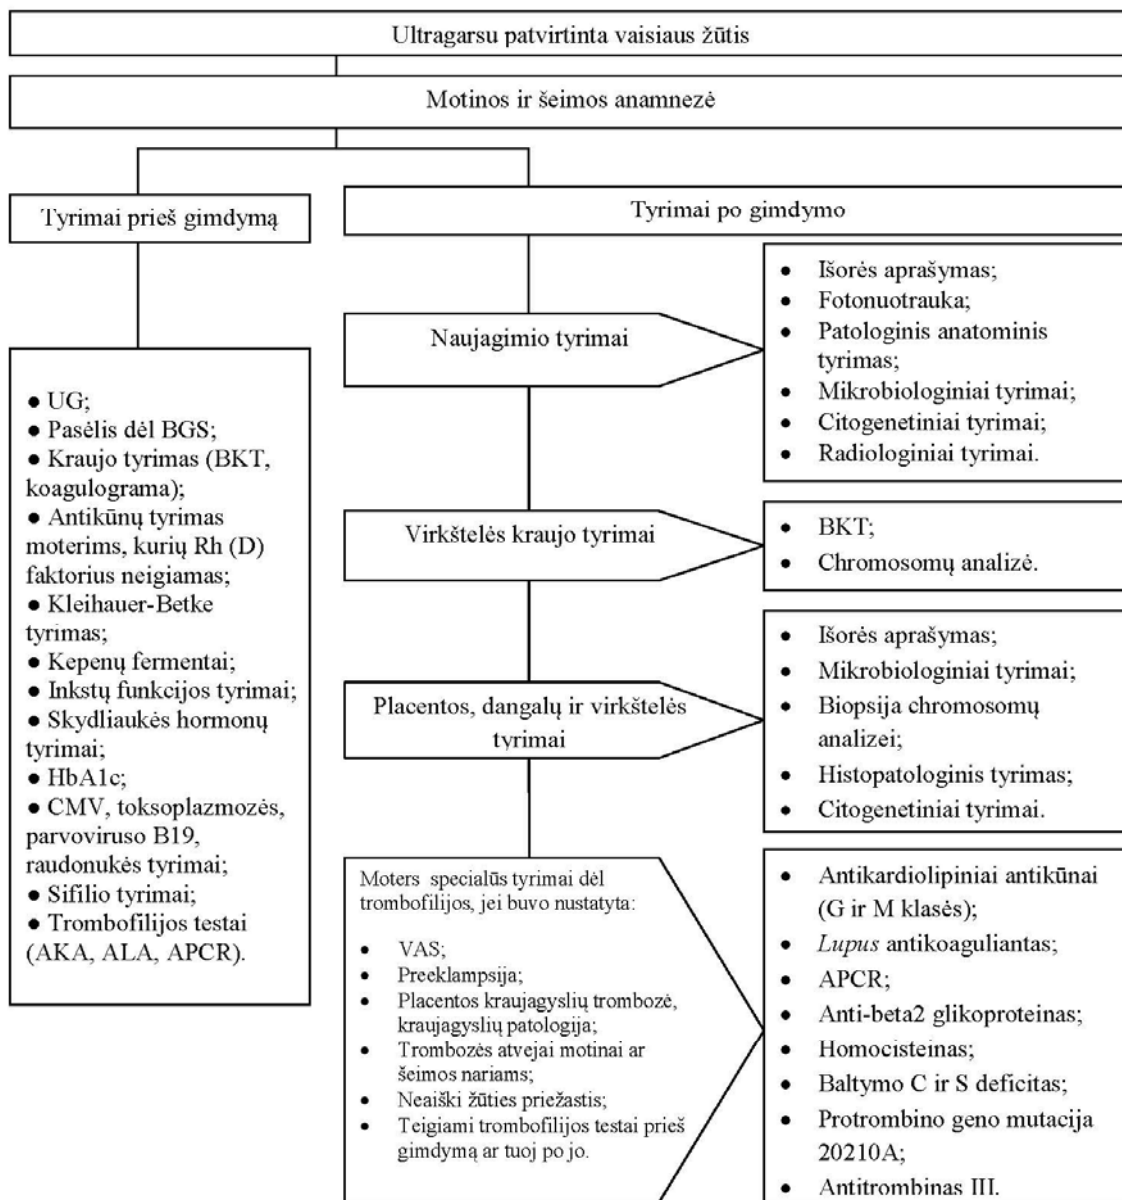 Ultragarsu patvirtinta vaisiaus žūtis
Motinos ir šeimos anamnezė
Tyrimai prieš gimdymą
● UG;
● Pasėlis dėl BGS;
● Kraujo tyrimas (BKT,
koagulograma);
● Antikūnų tyrimas
moterims, kurių Rh (D)
faktorius neigiamas;
● Kleihauer-Betke
tyrimas;
● Kepenų fermentai;
● Inkstų funkcijos tyrimai;
● Skydliaukės hormonų
tyrimai;
● HbA1c;
● CMV, toksoplazmozės,
parvoviruso B19,
raudonukės tyrimai;
● Sifilio tyrimai;
● Trombofilijos testai
(AKA, ALA, APCR).
Tyrimai po gimdymo
Naujagimio tyrimai
● Išorės aprašymas;
● Fotonuotrauka;
● Patologinis anatominis
tyrimas;
● Mikrobiologiniai tyrimai;
● Citogenetiniai tyrimai;
● Radiologiniai tyrimai.
Virkštelės kraujo tyrimai
● BKT;
● Chromosomų analizė.
Placentos, dangalų ir virkštelės
tyrimai
● Išorės aprašymas;
● Mikrobiologiniai tyrimai;
● Biopsija chromosomų
analizei;
● Histopatologinis tyrimas;
● Citogenetiniai tyrimai.
Moters specialūs tyrimai dėl
trombofilijos, jei buvo nustatyta:
● VAS;
● Preeklampsija;
● Placentos kraujagyslių trombozė,
kraujagyslių patologija;
● Trombozės atvejai motinai ar
šeimos nariams;
● Neaiški žūties priežastis;
● Teigiami trombofilijos testai prieš
gimdymą ar tuoj po jo.
● Antikardiolipiniai antikūnai
(G ir M klasės);
● Lupus antikoaguliantas;
● APCR;
● Anti-beta2 glikoproteinas;
● Homocisteinas;
● Baltymo C ir S deficitas;
● Protrombino geno mutacija
20210A;
● Antitrombinas III.